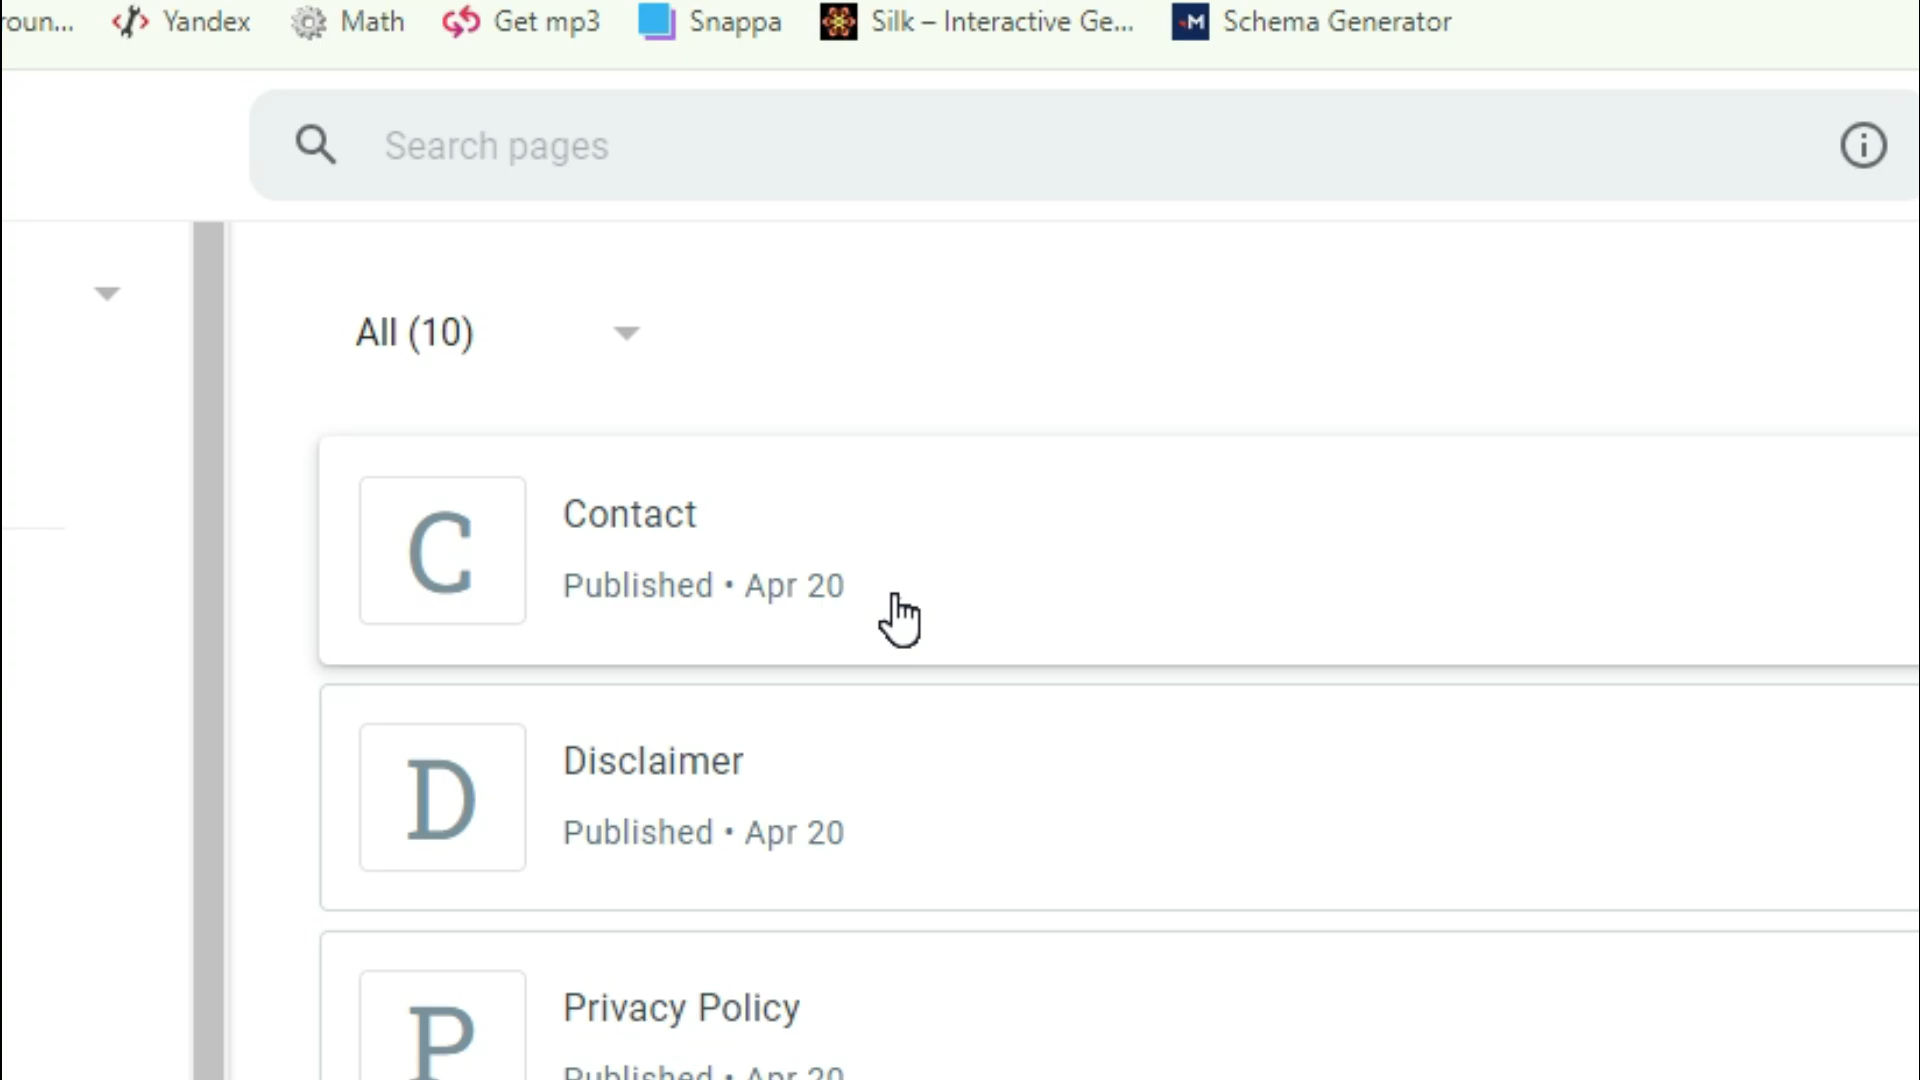 roun... Yandex Math Get mp3 Snappa Silk – Interactive Ge... Schema Generator
Search pages
All (10)
C
Contact
Published • Apr 20
D
Disclaimer
Published • Apr 20
P
Privacy Policy
Published • Apr 20